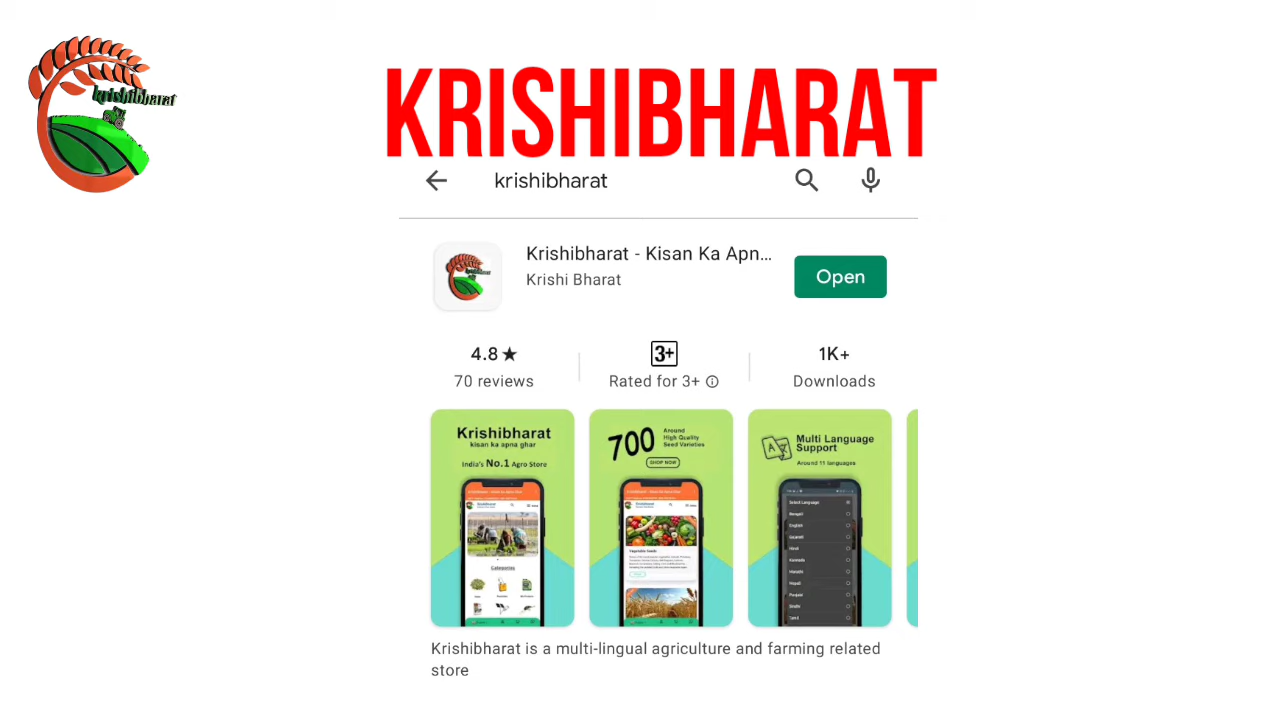 krishibharat
KRISHIBHARAT
krishibharat
Krishibharat - Kisan Ka Apn...
Krishi Bharat
Open
4.8★
70 reviews
3+
Rated for 3+
1K+
Downloads
Krishibharat
kisan ka apna ghar
India's No.1 Agro Store
Categories
700 Around
High Quality
Seed Varieties
SHOP NOW
Vegetable Seeds
Multi Language
Support
Around 11 languages
Select Language
Bengali
English
Gujarati
Hindi
Kannada
Marathi
Nepali
Punjabi
Sindhi
Tamil
Krishibharat is a multi-lingual agriculture and farming related
store